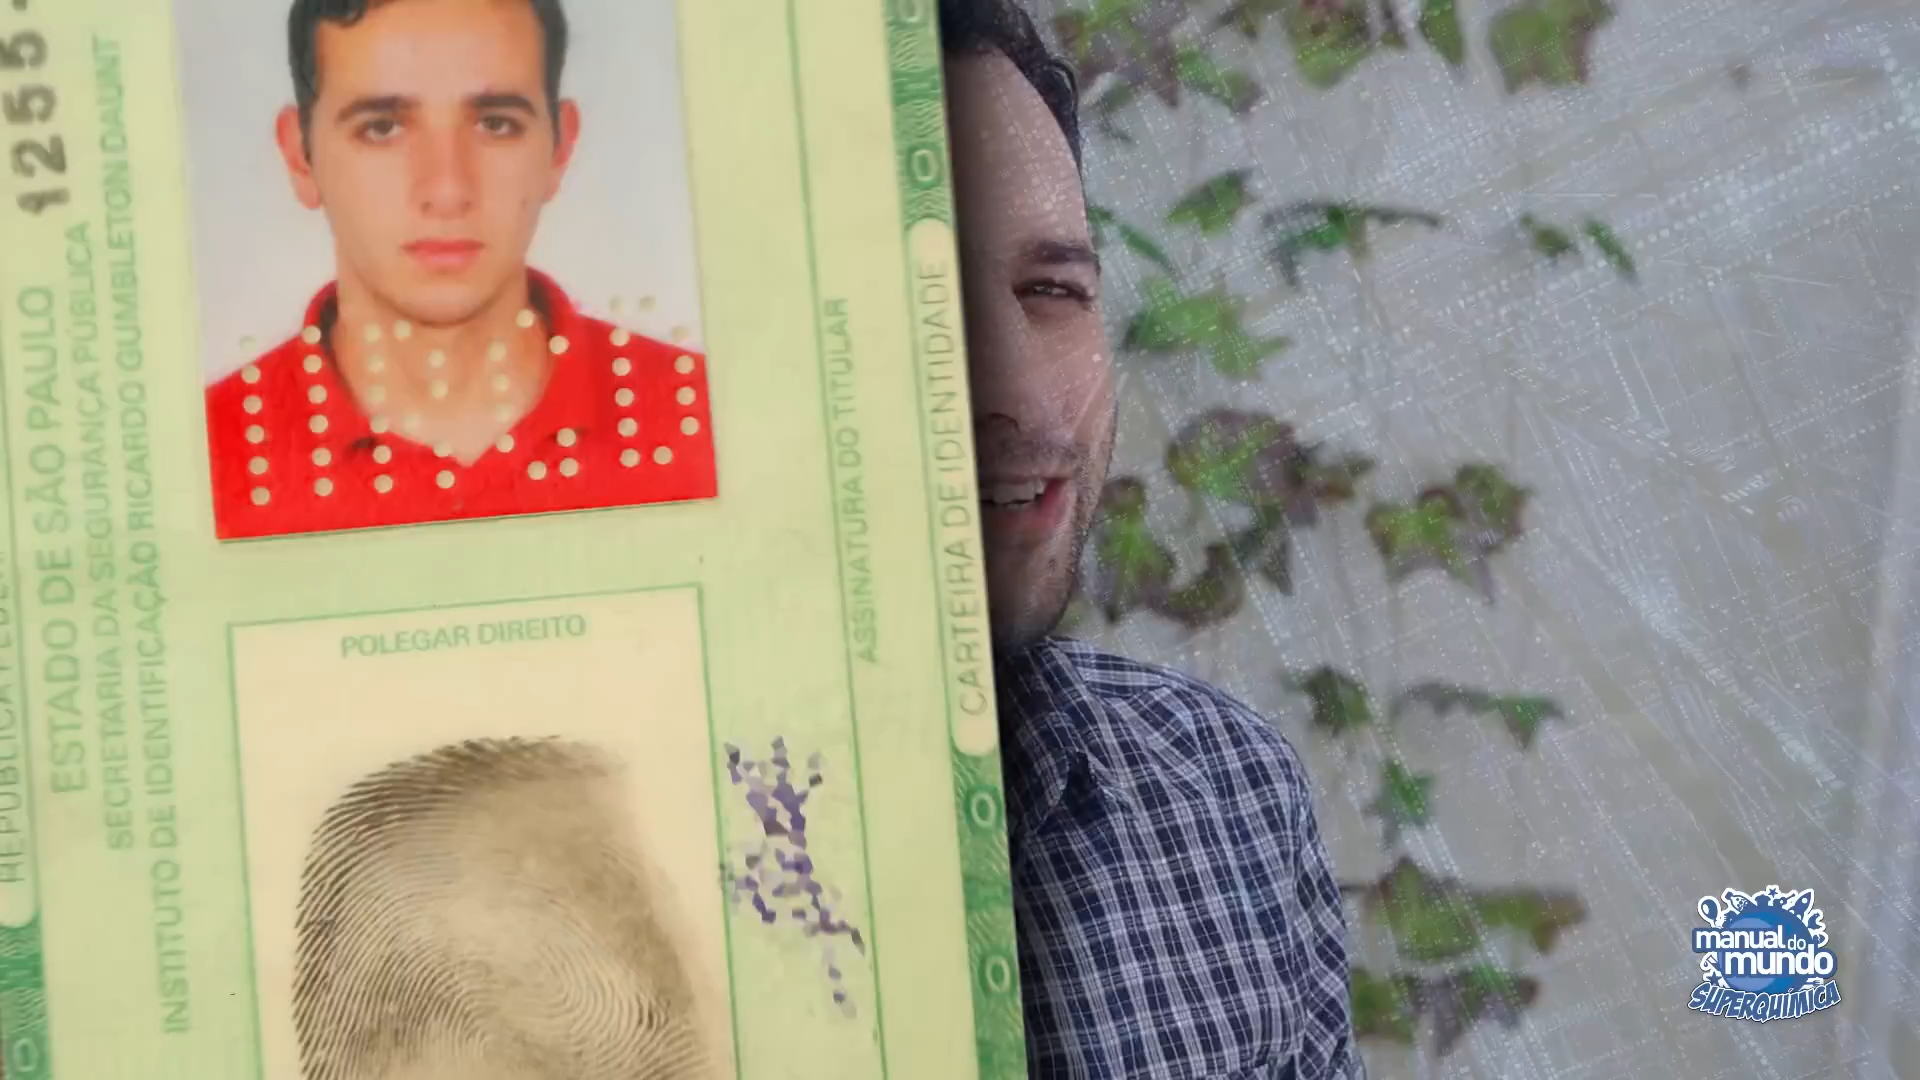 1255
REPÚBLICA FEDE
ESTADO DE SÃO PAULO
SECRETARIA DA SEGURANÇA PÚBLICA
INSTITUTO DE IDENTIFICAÇÃO RICARDO GUMBLETON DAUNT
POLEGAR DIREITO
ASSINATURA DO TITULAR
CARTEIRA DE IDENTIDADE
manual do
mundo
SUPERQUÍMICA